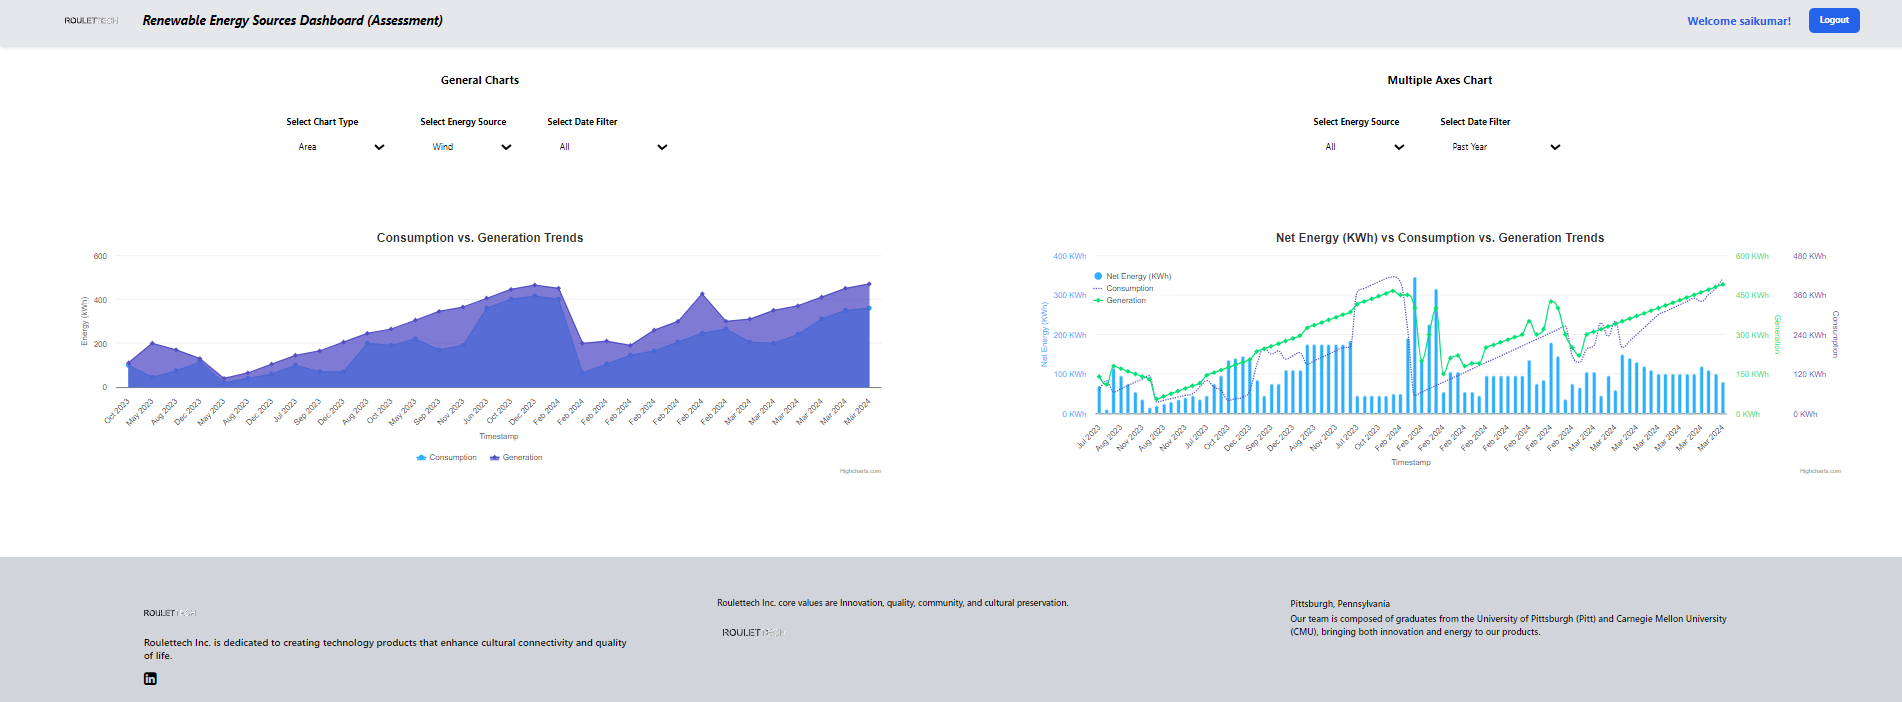 ROULETTECH
Renewable Energy Sources Dashboard (Assessment)
Welcome saikumar!
Logout
General Charts
Select Chart Type
Select Energy Source
Select Date Filter
Area
Wind
All
Consumption vs. Generation Trends
Energy (kWh)
600
400
200
0
Oct 2023
May 2023
Aug 2023
Dec 2023
May 2023
Aug 2023
Dec 2023
Jul 2023
Sep 2023
Dec 2023
Aug 2023
Oct 2023
May 2023
Sep 2023
Nov 2023
Jun 2023
Oct 2023
Dec 2023
Feb 2024
Feb 2024
Feb 2024
Feb 2024
Feb 2024
Feb 2024
Feb 2024
Mar 2024
Mar 2024
Mar 2024
Mar 2024
Mar 2024
Mar 2024
Timestamp
Consumption
Generation
Highcharts.com
Multiple Axes Chart
Select Energy Source
Select Date Filter
All
Past Year
Net Energy (KWh) vs Consumption vs. Generation Trends
Net Energy (KWh)
400 KWh
300 KWh
200 KWh
100 KWh
0 KWh
Net Energy (KWh)
Consumption
Generation
600 KWh
450 KWh
300 KWh
150 KWh
0 KWh
Generation
480 KWh
360 KWh
240 KWh
120 KWh
0 KWh
Consumption
Jul 2023
Aug 2023
Nov 2023
Aug 2023
Nov 2023
Jul 2023
Oct 2023
Dec 2023
Sep 2023
Dec 2023
Aug 2023
Nov 2023
Jul 2023
Oct 2023
Feb 2024
Feb 2024
Feb 2024
Feb 2024
Feb 2024
Feb 2024
Feb 2024
Feb 2024
Feb 2024
Mar 2024
Mar 2024
Mar 2024
Mar 2024
Mar 2024
Mar 2024
Mar 2024
Timestamp
Highcharts.com
ROULETTECH
Roulettech Inc. is dedicated to creating technology products that enhance cultural connectivity and quality
of life.
in
Roulettech Inc. core values are Innovation, quality, community, and cultural preservation.
ROULETTECH
Pittsburgh, Pennsylvania
Our team is composed of graduates from the University of Pittsburgh (Pitt) and Carnegie Mellon University
(CMU), bringing both innovation and energy to our products.